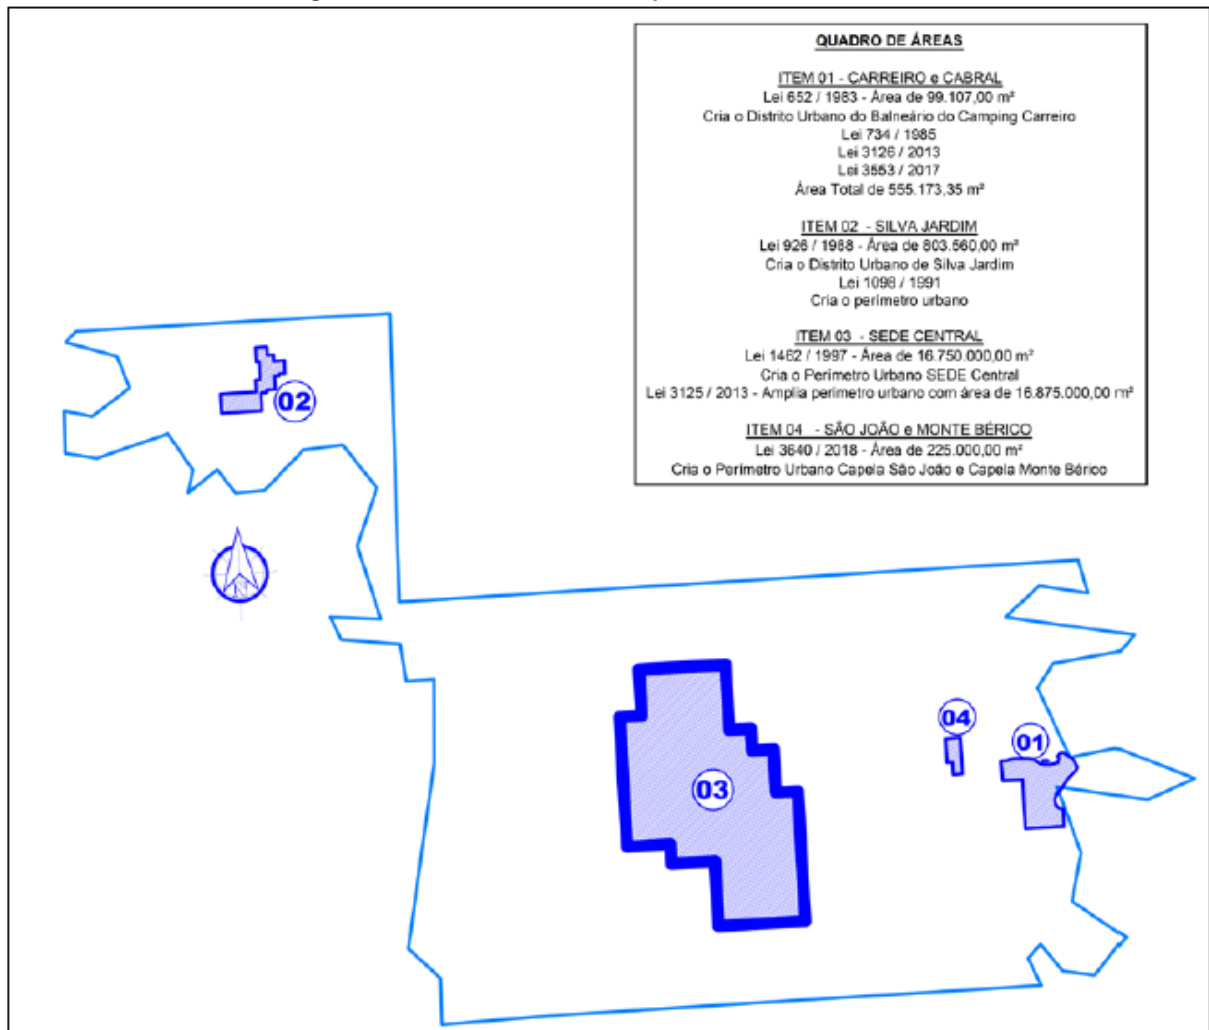 QUADRO DE ÁREAS
ITEM 01 - CARREIRO e CABRAL
Lei 652 / 1983 - Área de 99.107,00 m²
Cria o Distrito Urbano do Balneário do Camping Carreiro
Lei 734 / 1985
Lei 3126 / 2013
Lei 3553 / 2017
Área Total de 555.173,35 m²
ITEM 02 - SILVA JARDIM
Lei 926 / 1988 - Área de 803.560,00 m²
Cria o Distrito Urbano de Silva Jardim
Lei 1098 / 1991
Cria o perímetro urbano
ITEM 03 - SEDE CENTRAL
Lei 1462 / 1997 - Área de 16.750.000,00 m²
Cria o Perímetro Urbano SEDE Central
Lei 3125 / 2013 - Amplia perímetro urbano com área de 16.875.000,00 m²
ITEM 04 - SÃO JOÃO e MONTE BÉRICO
Lei 3640 / 2018 - Área de 225.000,00 m²
Cria o Perímetro Urbano Capela São João e Capela Monte Bérico
02
N
04
01
03